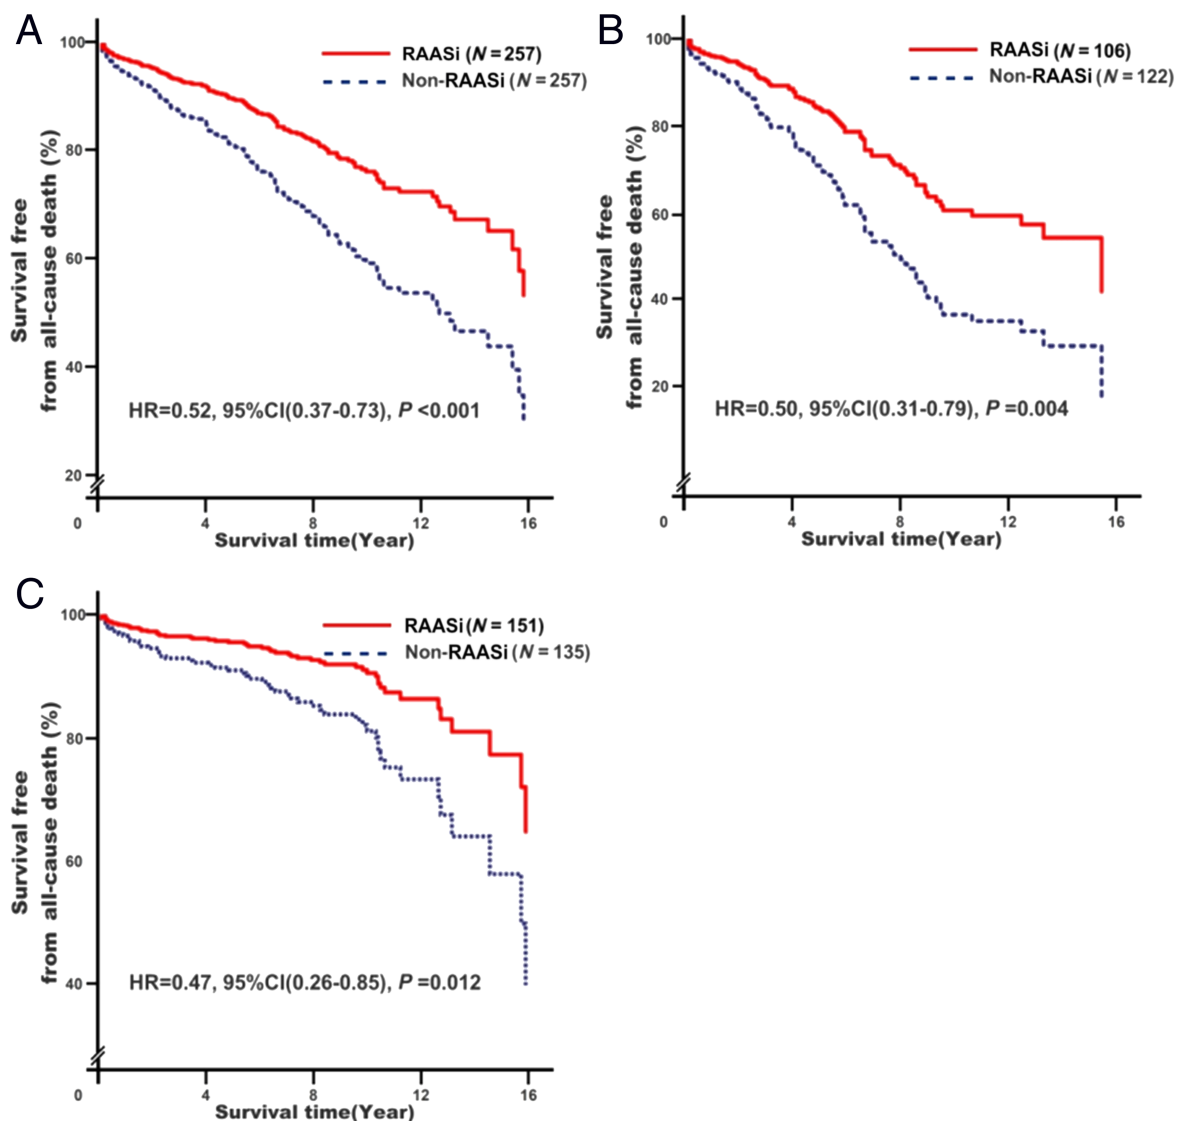 A
RAASi (N = 257)
Non-RAASi (N = 257)
100
80
60
40
20
0
4
8
12
16
Survival free
from all-cause death (%)
HR=0.52, 95%CI(0.37-0.73), P <0.001
Survival time(Year)
B
RAASi (N = 106)
Non-RAASi (N = 122)
100
80
60
40
20
0
4
8
12
16
Survival free
from all-cause death (%)
HR=0.50, 95%CI(0.31-0.79), P =0.004
Survival time(Year)
C
RAASi (N = 151)
Non-RAASi (N = 135)
100
80
60
40
0
4
8
12
16
Survival free
from all-cause death (%)
HR=0.47, 95%CI(0.26-0.85), P =0.012
Survival time(Year)